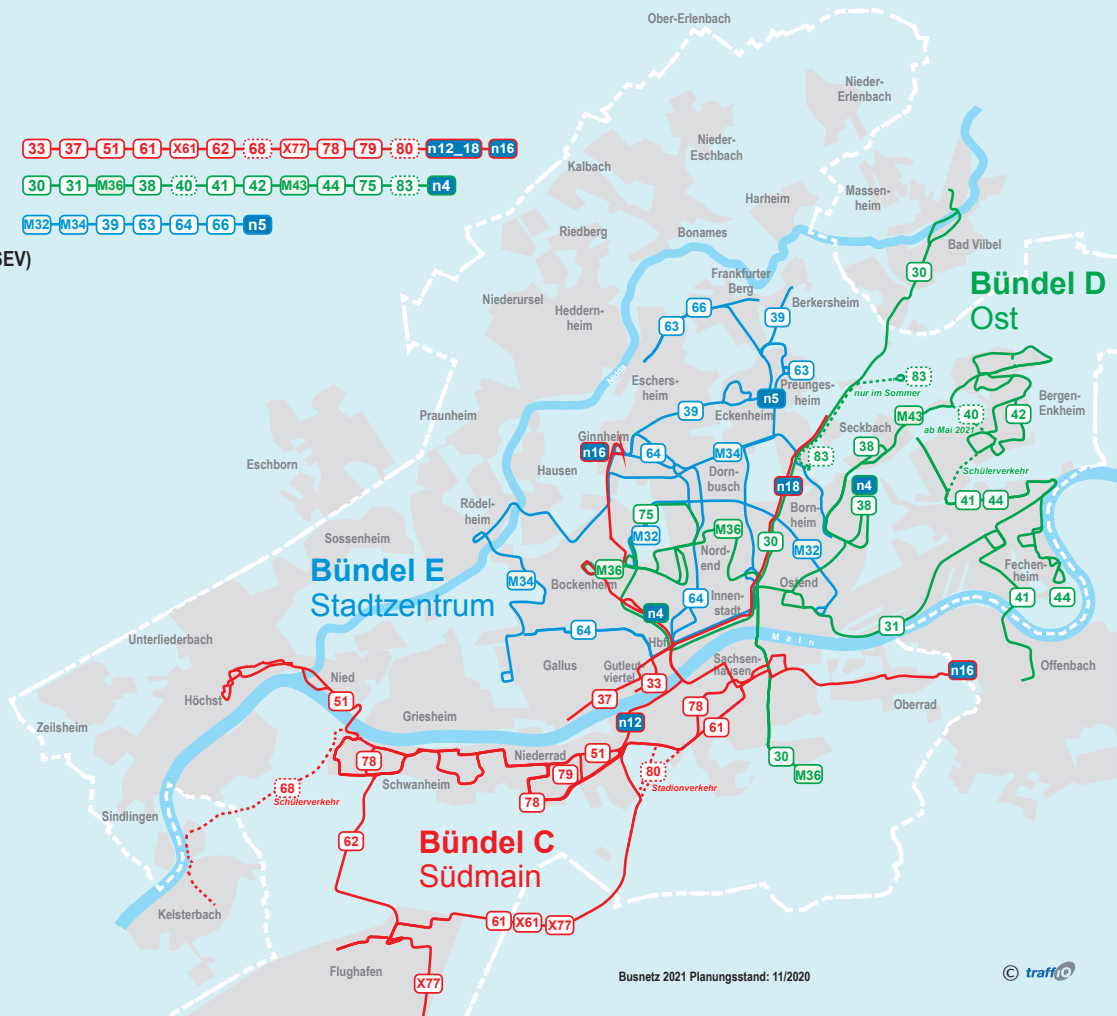 Ober-Erlenbach
Nieder-
Erlenbach
33 37 51 61 X61 62 68 X77 78 79 80 n12_18 n16
Nieder-
Eschbach
Kalbach
30 31 M36 38 40 41 42 M43 44 75 83 n4
Massen-
heim
Harheim
M32 M34 39 63 64 66 n5
Riedberg
Bonames
Bad Vilbel
SEV)
30
Frankfurter
Berg
Bündel D
Ost
Niederursel
Heddern-
heim
66
39
Berkersheim
63
Nidda
Eschers-
heim
63
Preunges-
heim
83
nur im Sommer
n5
39
Eckenheim
Bergen-
Enkheim
M43
40
42
Praunheim
Seckbach
ab Mai 2021
Ginnheim
n16
64
M34
38
83
Hausen
Dorn-
busch
Schülerverkehr
Eschborn
n18
n4
41 44
Rödel-
heim
38
75
Born-
heim
Sossenheim
M32
M36
30
M32
Nord-
end
Bündel E
Stadtzentrum
M34
Bockenheim
M36
Ostend
Fechen-
heim
64
Innen-
stadt
41
44
n4
64
31
Unterliederbach
Hbf
Main
Gallus
Gutleut
viertel
Sachsen-
hausen
Offenbach
Nied
33
n16
Höchst
51
37
78
Oberrad
Zeilsheim
Griesheim
n12
61
78
Niederrad
51
30
79
80
M36
68
Schülerverkehr
Schwanheim
78
Stadionverkehr
Sindlingen
62
Bündel C
Südmain
Kelsterbach
61 X61 X77
Flughafen
X77
Busnetz 2021 Planungsstand: 11/2020
© traffiQ